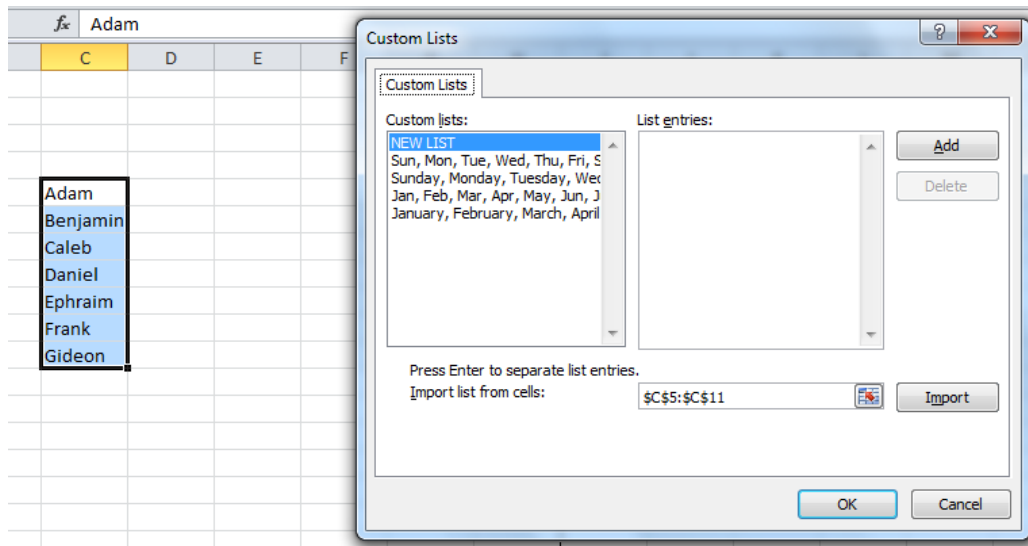 fx Adam
C D E F
Adam
Benjamin
Caleb
Daniel
Ephraim
Frank
Gideon
Custom Lists
?
X
Custom Lists
Custom lists:
NEW LIST
Sun, Mon, Tue, Wed, Thu, Fri, S
Sunday, Monday, Tuesday, Wed
Jan, Feb, Mar, Apr, May, Jun, J
January, February, March, April
List entries:
Add
Delete
Press Enter to separate list entries.
Import list from cells:
$C$5:$C$11
Import
OK
Cancel